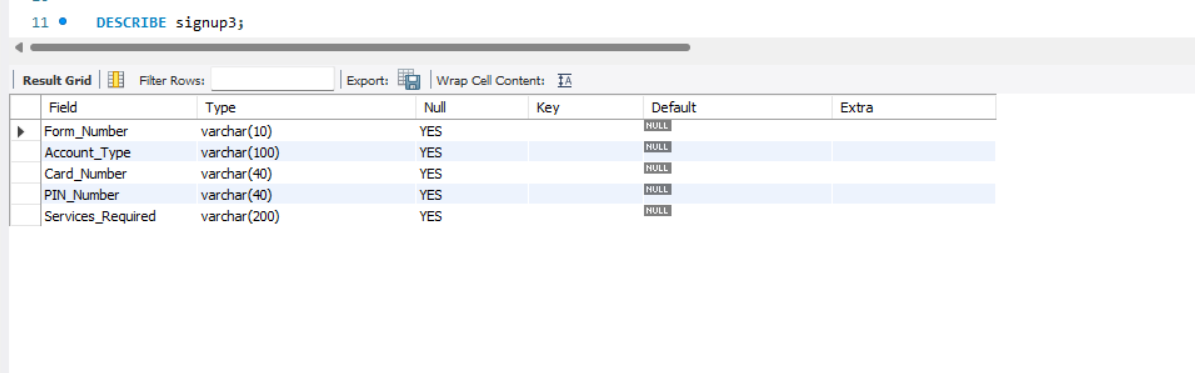 11 DESCRIBE signup3;
Result Grid Filter Rows: Export: Wrap Cell Content: IA
Field Type Null Key Default Extra
Form_Number varchar(10) YES NULL
Account_Type varchar(100) YES NULL
Card_Number varchar(40) YES NULL
PIN_Number varchar(40) YES NULL
Services_Required varchar(200) YES NULL